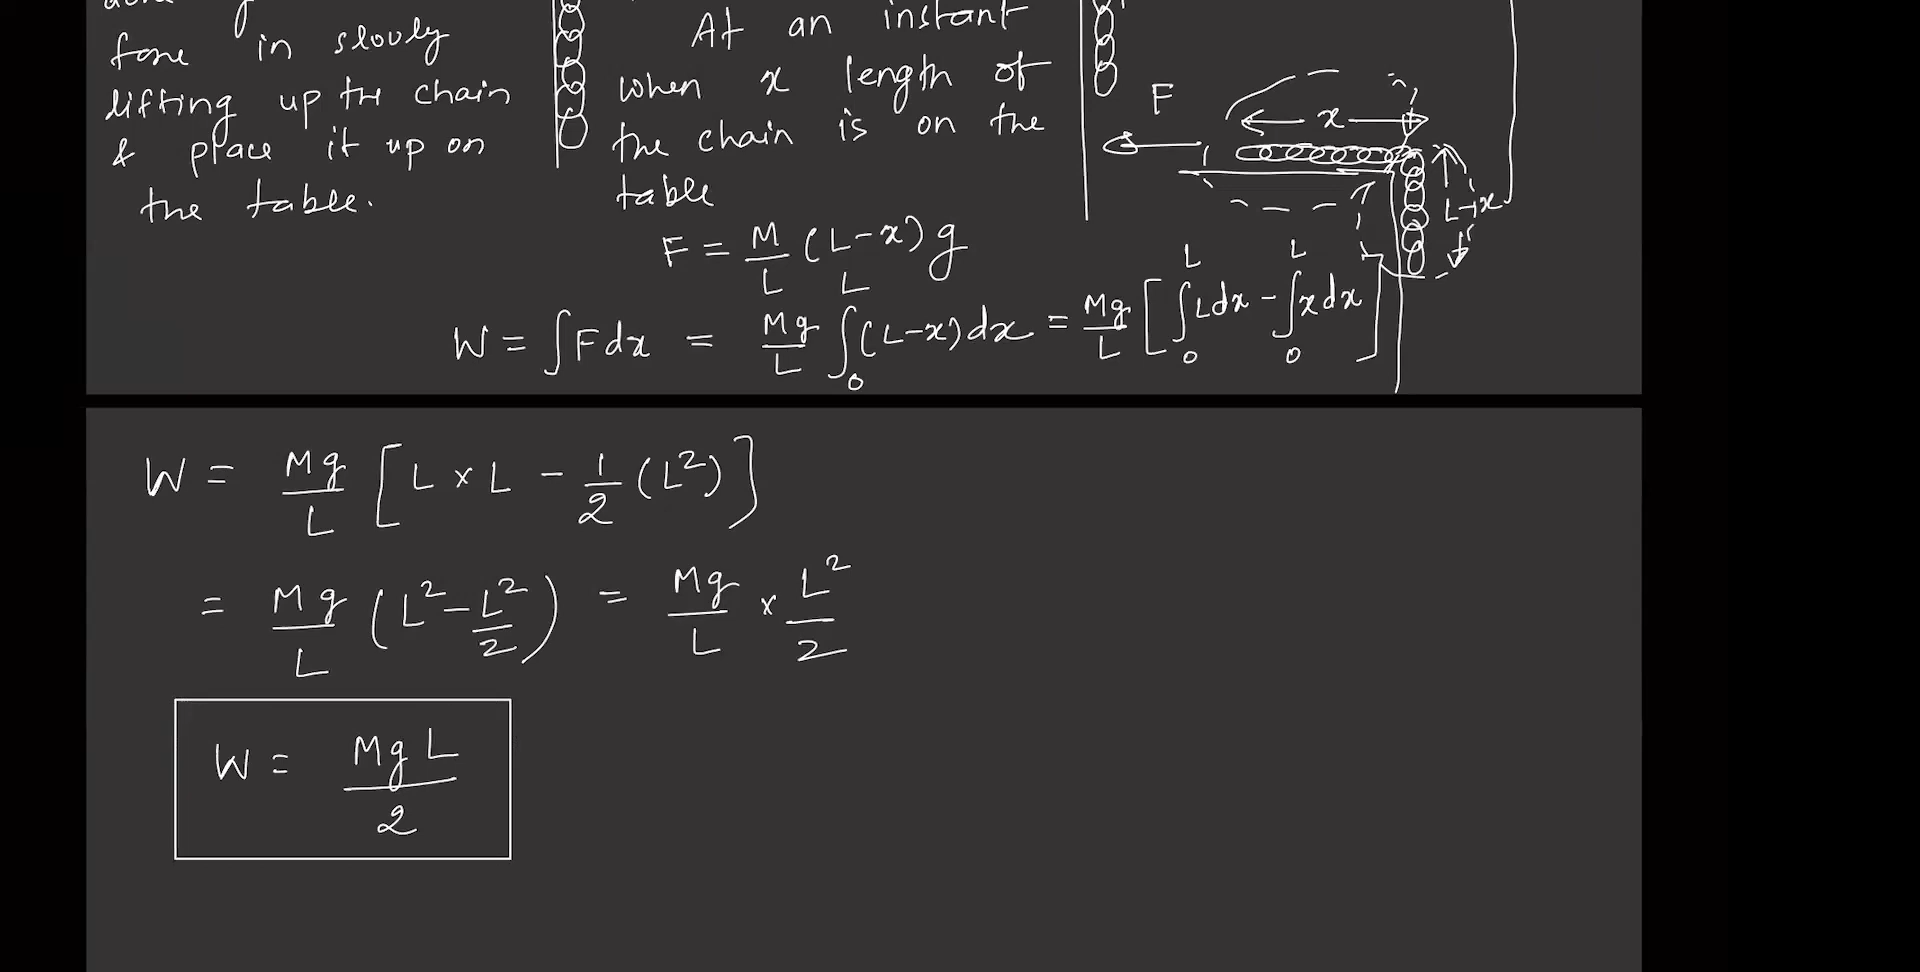 force in slowly
lifting up the chain
& place it up on
the table.
At an instant
when x length of
the chain is on the
table
F
x
L-x
F = M/L (L-x) g
W = ∫Fdx = Mg/L ∫₀ᴸ (L-x) dx = Mg/L [ ∫₀ᴸ L dx - ∫₀ᴸ x dx ]
W = Mg/L [ L × L - 1/2 (L²) ]
= Mg/L ( L² - L²/2 ) = Mg/L × L²/2
W = MgL/2